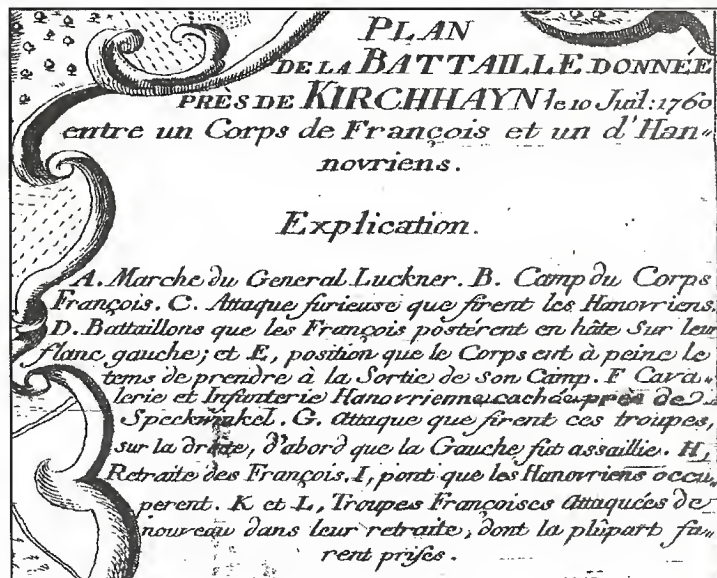 PLAN
DE LA BATTAILLE DONNÉE
PRÈS DE KIRCHHAYN le 10 Juil: 1760
entre un Corps de François et un d'Han„
novriens.
Explication.
A. Marche du General Luckner. B. Camp du Corps
François. C. Attaque furieuse que firent les Hanovriens.
D. Battaillons que les François postérent en hâte Sur leur
flanc gauche; et E, position que le Corps eut à peine le
tems de prendre à la Sortie de son Camp. F Cava„
lerie et Infanterie Hanovrienne cachée près de
Speckwinkel. G. Attaque que firent ces troupes,
sur la droite, d'abord que la Gauche fut assaillie. H,
Retraite des François. I, pont que les Hanovriens occu„
perent. K et L, Troupes Françoises Attaquées de
nouveau dans leur retraite, dont la plûpart fu„
rent prises.